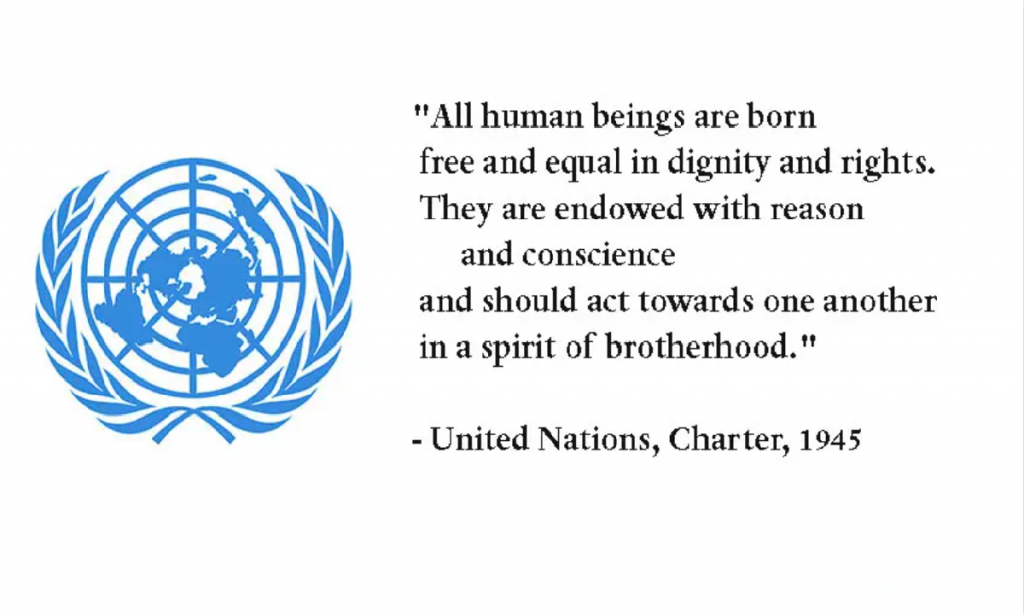 "All human beings are born
free and equal in dignity and rights.
They are endowed with reason
and conscience
and should act towards one another
in a spirit of brotherhood."
- United Nations, Charter, 1945